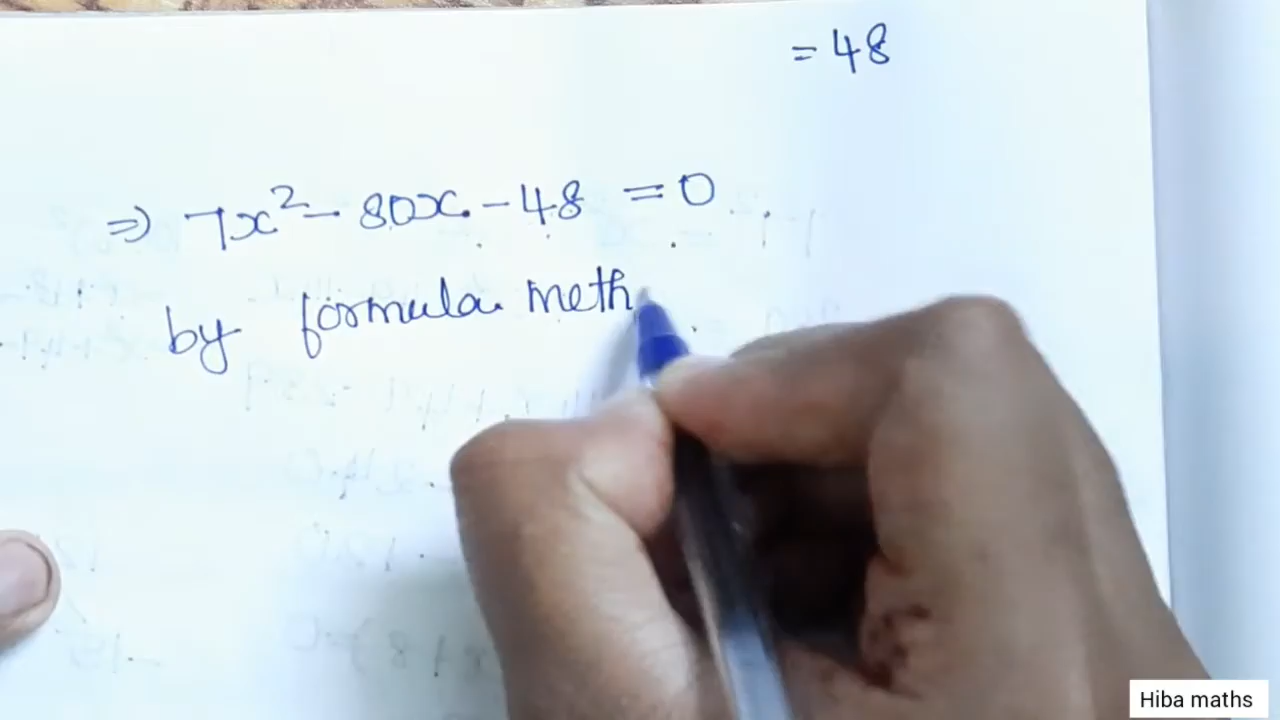 = 48
⇒ 7x² - 80x - 48 = 0
by formula meth
Hiba maths